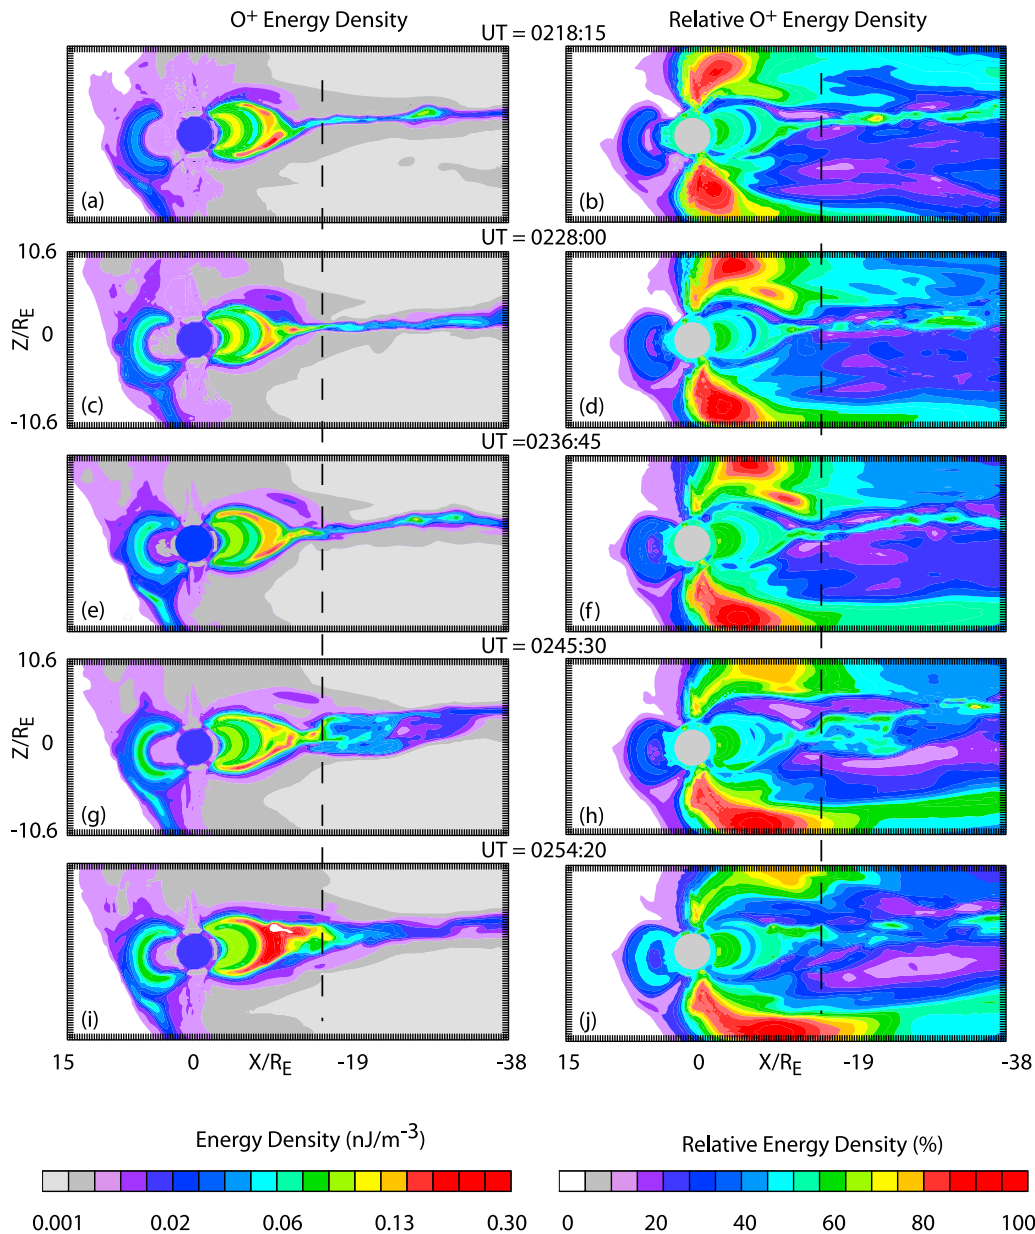 O+ Energy Density
Relative O+ Energy Density
UT = 0218:15
(a)
(b)
UT = 0228:00
10.6
Z/RE
0
-10.6
(c)
(d)
UT =0236:45
(e)
(f)
UT = 0245:30
10.6
Z/RE
0
-10.6
(g)
(h)
UT = 0254:20
(i)
(j)
15 0 X/RE -19 -38
15 0 X/RE -19 -38
Energy Density (nJ/m-3)
Relative Energy Density (%)
0.001 0.02 0.06 0.13 0.30
0 20 40 60 80 100